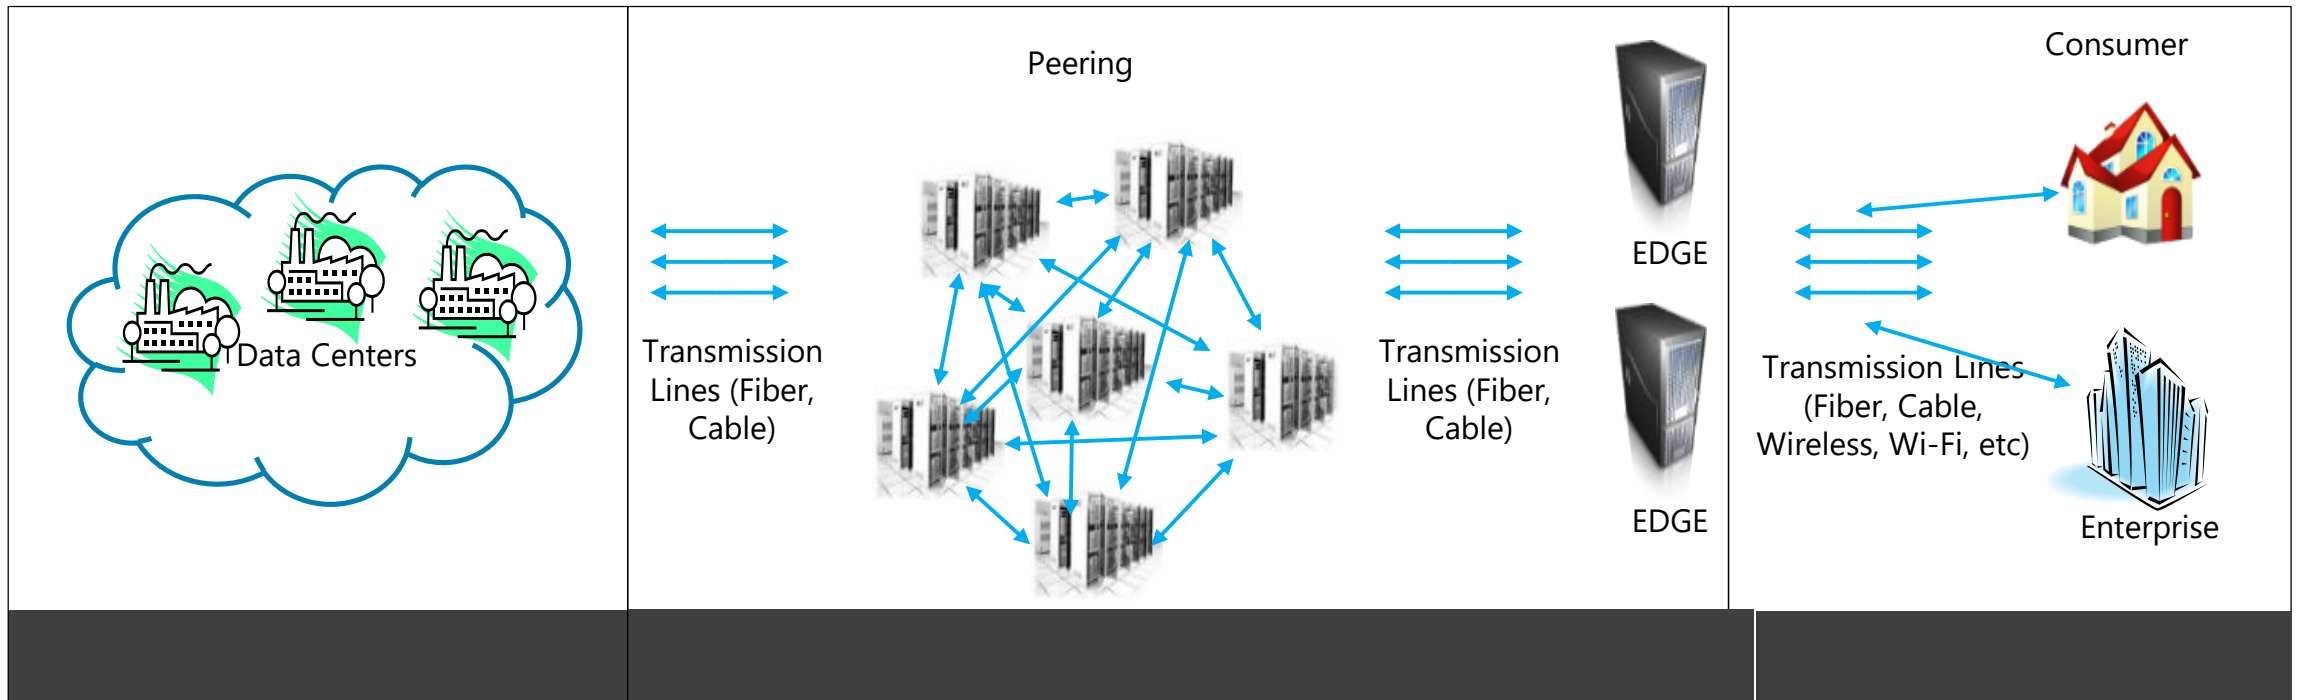 Data Centers
Transmission
Lines (Fiber,
Cable)
Peering
Transmission
Lines (Fiber,
Cable)
EDGE
EDGE
Transmission Lines
(Fiber, Cable,
Wireless, Wi-Fi, etc)
Consumer
Enterprise